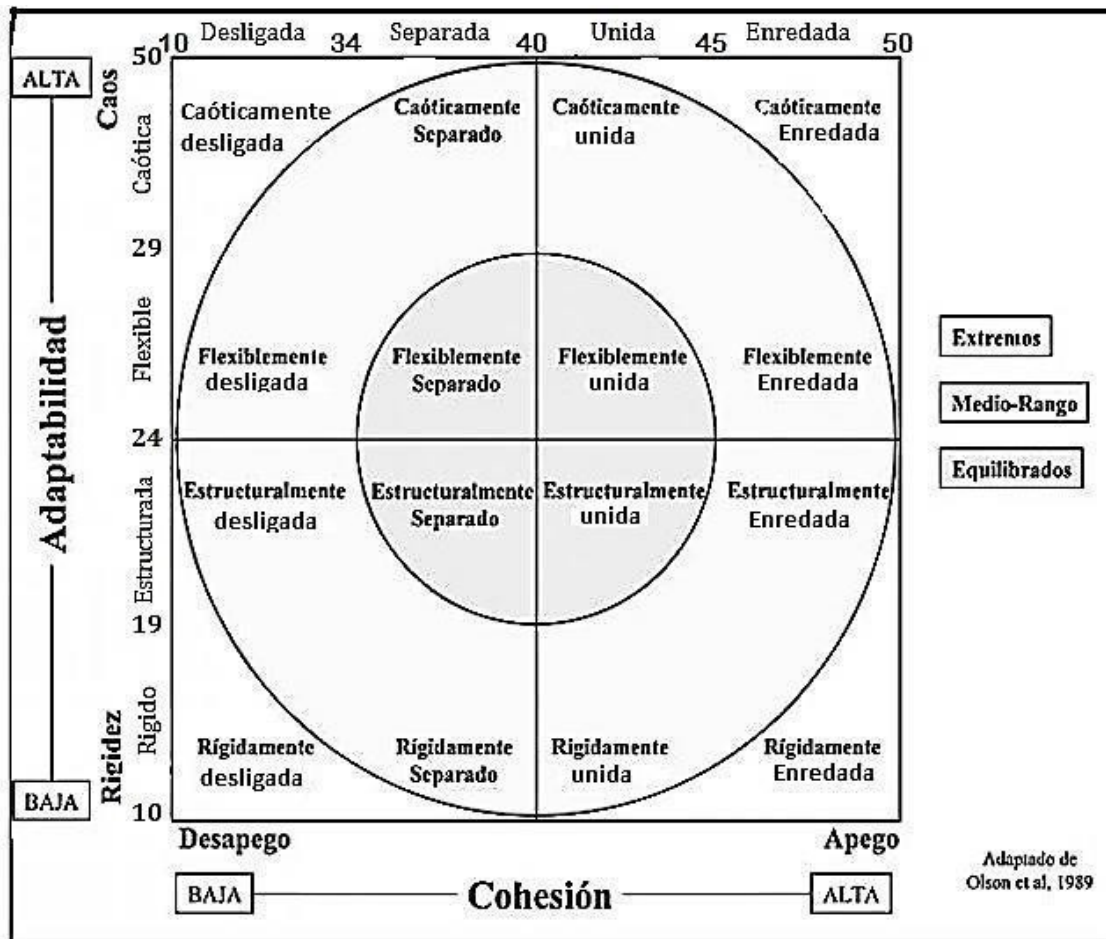 Desligada Separada Unida Enredada
10 34 40 45 50
50
ALTA
Caos
Caótica
Caóticamente desligada
Caóticamente Separado
Caóticamente unida
Caóticamente Enredada
29
Adaptabilidad
Flexible
Flexiblemente desligada
Flexiblemente Separado
Flexiblemente unida
Flexiblemente Enredada
Extremos
Medio-Rango
Equilibrados
24
Estructurada
Estructuralmente desligada
Estructuralmente Separado
Estructuralmente unida
Estructuralmente Enredada
19
Rigidez
Rigido
Rígidamente desligada
Rígidamente Separado
Rigidamente unida
Rígidamente Enredada
BAJA
10
Desapego Apego
BAJA Cohesión ALTA
Adaptado de
Olson et al, 1989